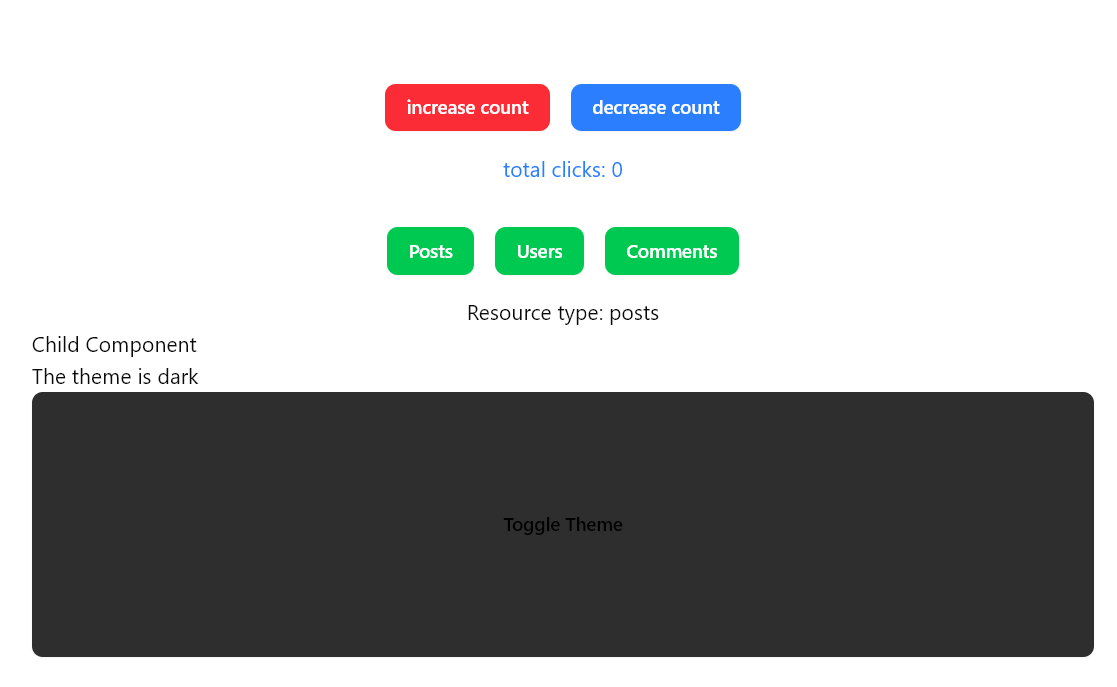 increase count decrease count
total clicks: 0
Posts Users Comments
Resource type: posts
Child Component
The theme is dark
Toggle Theme